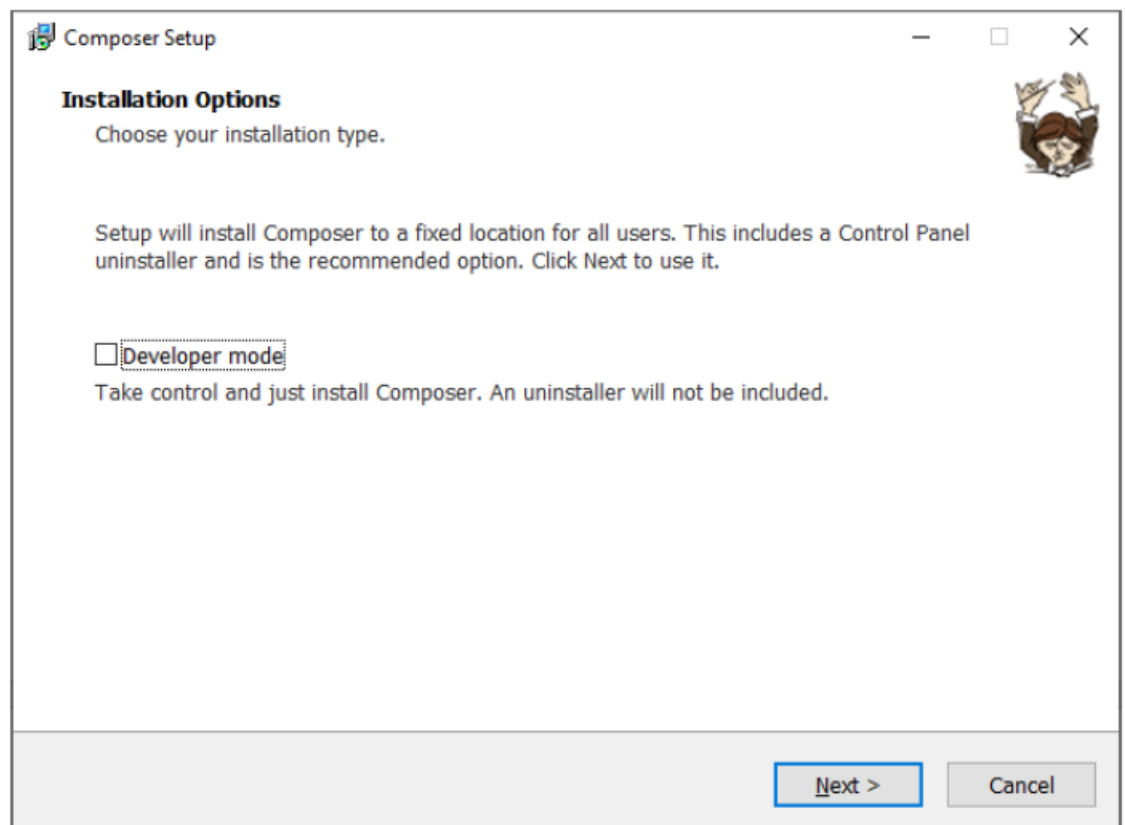 Composer Setup
Installation Options
Choose your installation type.
Setup will install Composer to a fixed location for all users. This includes a Control Panel
uninstaller and is the recommended option. Click Next to use it.
Developer mode
Take control and just install Composer. An uninstaller will not be included.
Next >
Cancel